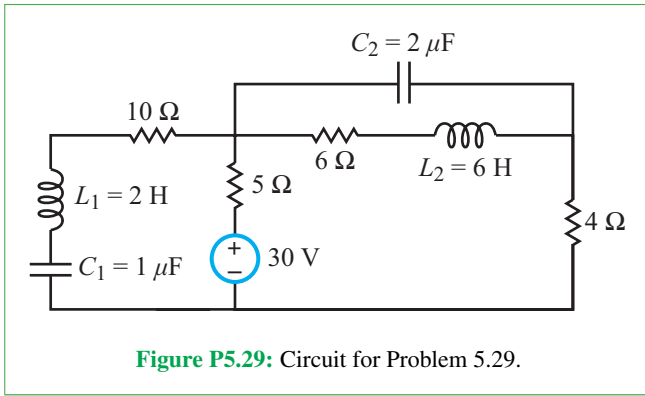 C₂ = 2 μF
10 Ω
6 Ω
L₂ = 6 H
L₁ = 2 H
5 Ω
4 Ω
C₁ = 1 μF
+
30 V
Figure P5.29: Circuit for Problem 5.29.